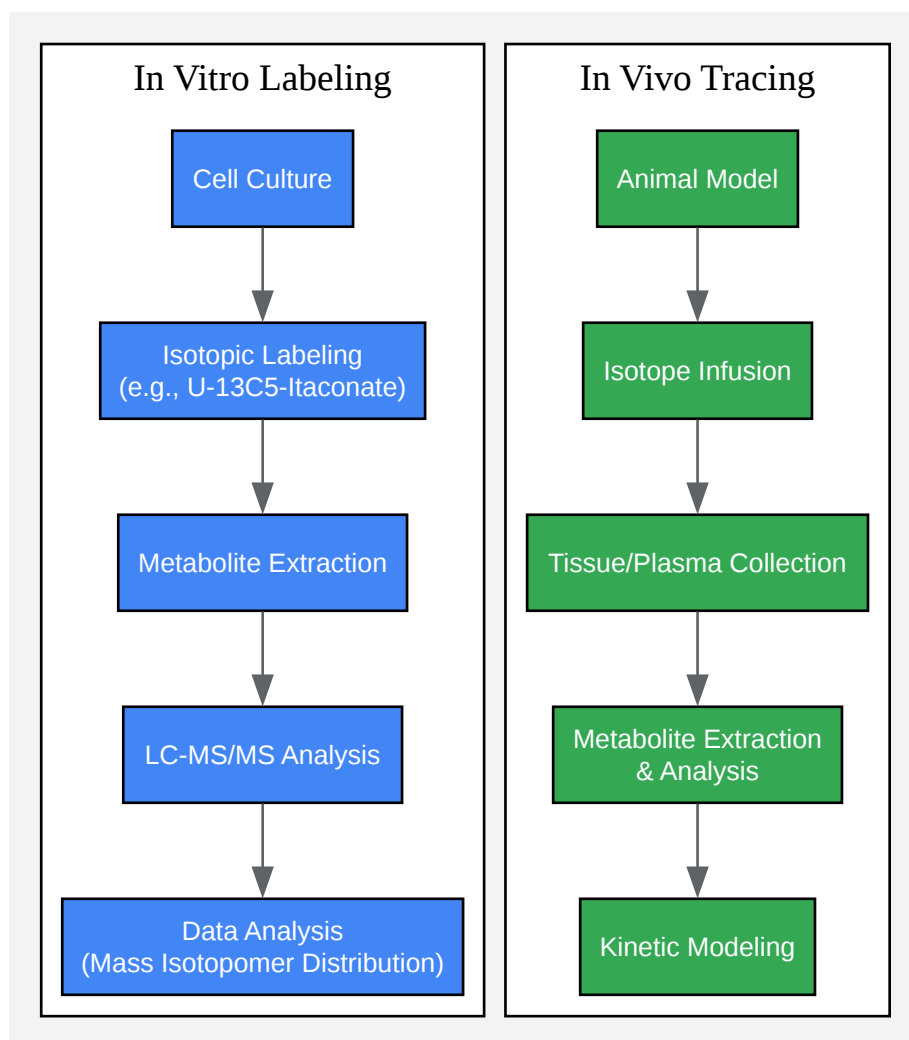 In Vitro Labeling
Cell Culture
Isotopic Labeling
(e.g., U-13C5-Itaconate)
Metabolite Extraction
LC-MS/MS Analysis
Data Analysis
(Mass Isotopomer Distribution)
In Vivo Tracing
Animal Model
Isotope Infusion
Tissue/Plasma Collection
Metabolite Extraction
& Analysis
Kinetic Modeling